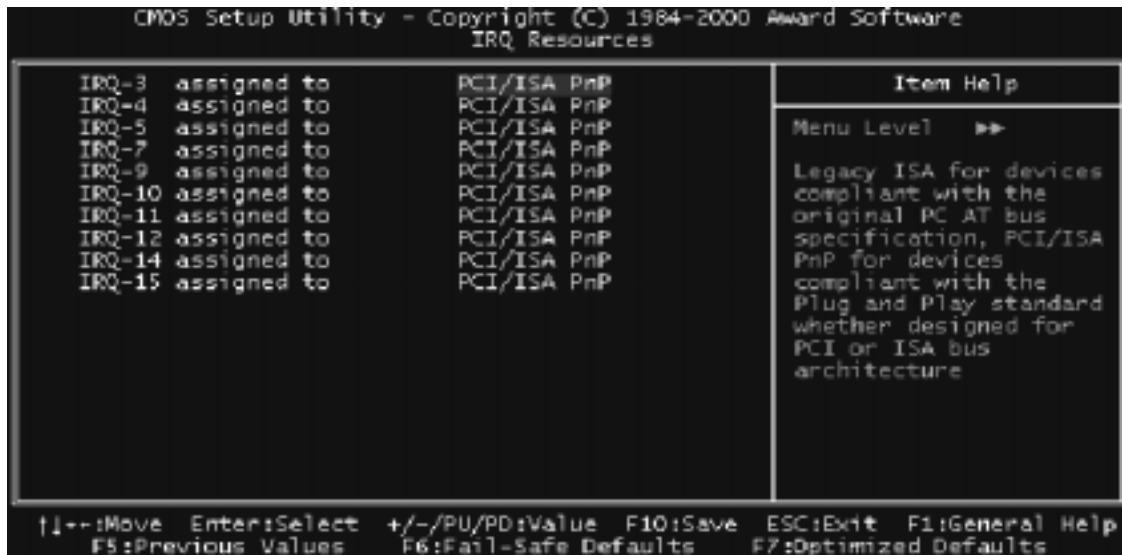 CMOS Setup Utility - Copyright (C) 1984-2000 Award Software
IRQ Resources
IRQ-3 assigned to PCI/ISA PnP
IRQ-4 assigned to PCI/ISA PnP
IRQ-5 assigned to PCI/ISA PnP
IRQ-7 assigned to PCI/ISA PnP
IRQ-9 assigned to PCI/ISA PnP
IRQ-10 assigned to PCI/ISA PnP
IRQ-11 assigned to PCI/ISA PnP
IRQ-12 assigned to PCI/ISA PnP
IRQ-14 assigned to PCI/ISA PnP
IRQ-15 assigned to PCI/ISA PnP
Item Help
Menu Level ►►
Legacy ISA for devices
compliant with the
original PC AT bus
specification, PCI/ISA
PnP for devices
compliant with the
Plug and Play standard
whether designed for
PCI or ISA bus
architecture
↑↓→←:Move Enter:Select +/-/PU/PD:Value F10:Save ESC:Exit F1:General Help
F5:Previous Values F6:Fail-Safe Defaults F7:Optimized Defaults